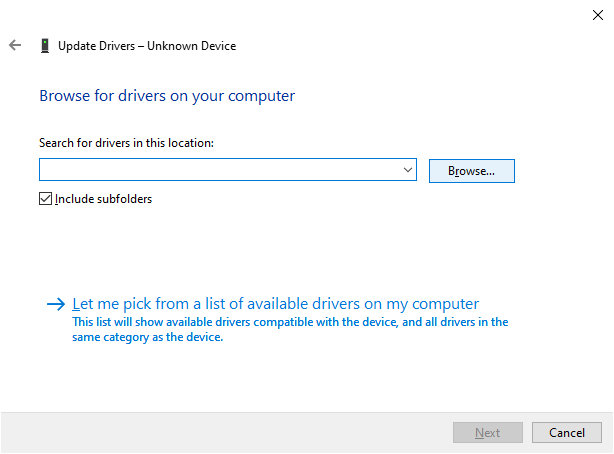 Update Drivers – Unknown Device
Browse for drivers on your computer
Search for drivers in this location:
Browse...
Include subfolders
Let me pick from a list of available drivers on my computer
This list will show available drivers compatible with the device, and all drivers in the
same category as the device.
Next
Cancel